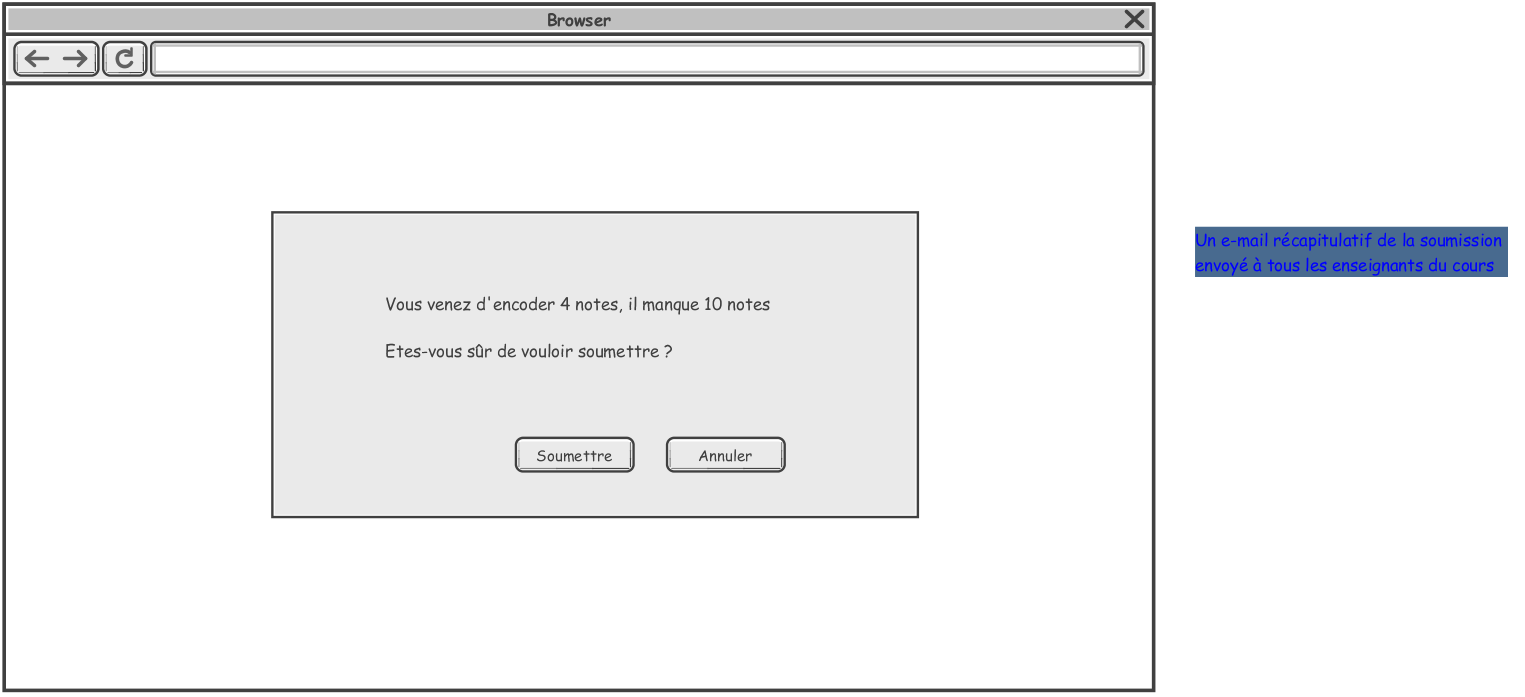 Browser
Un e-mail récapitulatif de la soumission
envoyé à tous les enseignants du cours
Vous venez d'encoder 4 notes, il manque 10 notes
Etes-vous sûr de vouloir soumettre ?
Soumettre
Annuler